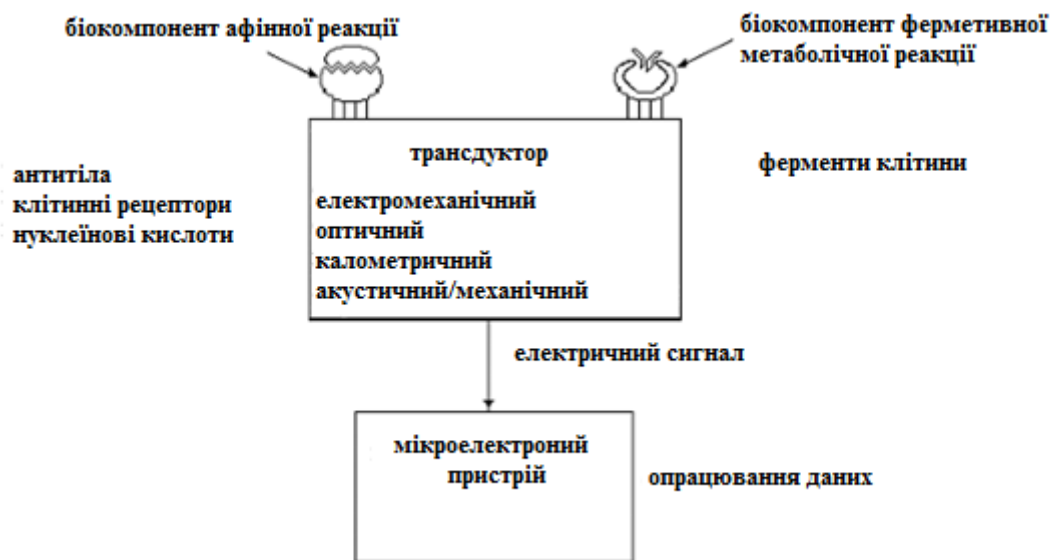 біокомпонент афінної реакції
біокомпонент ферметивної
метаболічної реакції
трансдуктор
антитіла
клітинні рецептори
нуклеїнові кислоти
електромеханічний
оптичний
калометричний
акустичний/механічний
ферменти клітини
електричний сигнал
мікроелектроний
пристрій
опрацювання даних